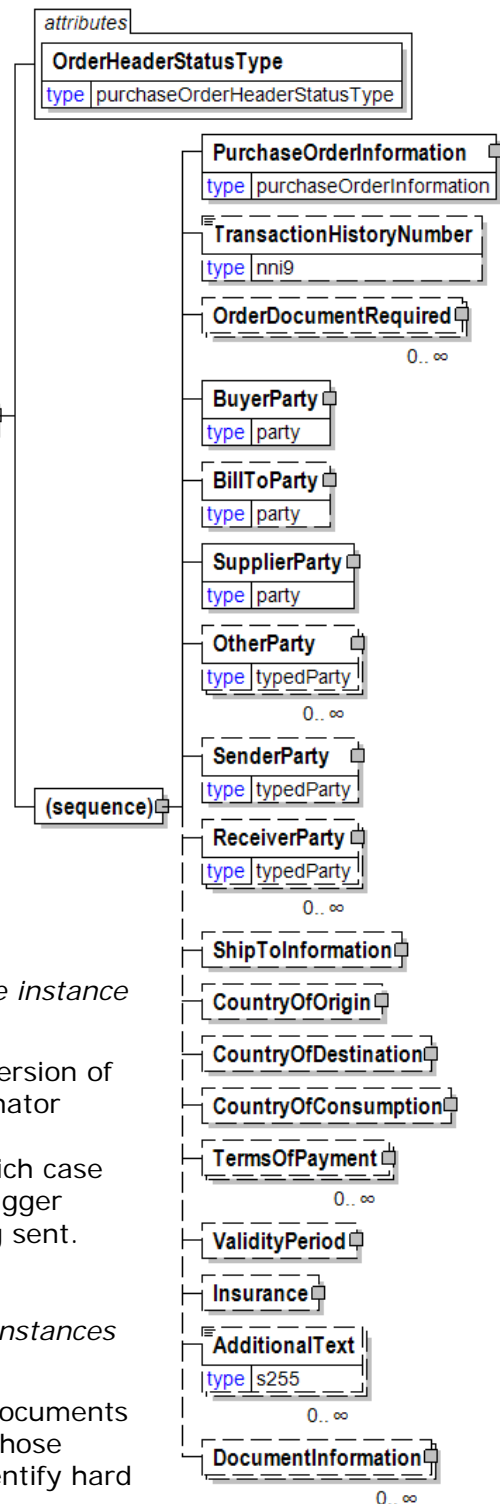 attributes
OrderHeaderStatusType
type purchaseOrderHeaderStatusType
PurchaseOrderInformation
type purchaseOrderInformation
TransactionHistoryNumber
type nni9
OrderDocumentRequired
0.. ∞
BuyerParty
type party
BillToParty
type party
SupplierParty
type party
OtherParty
type typedParty
0.. ∞
SenderParty
type typedParty
(sequence)
ReceiverParty
type typedParty
0.. ∞
ShipToInformation
CountryOfOrigin
CountryOfDestination
CountryOfConsumption
TermsOfPayment
0.. ∞
ValidityPeriod
Insurance
AdditionalText
type s255
0.. ∞
DocumentInformation
0.. ∞
e instance
ersion of
nator
ich case
gger
g sent.
nstances
ocuments
hose
entify hard